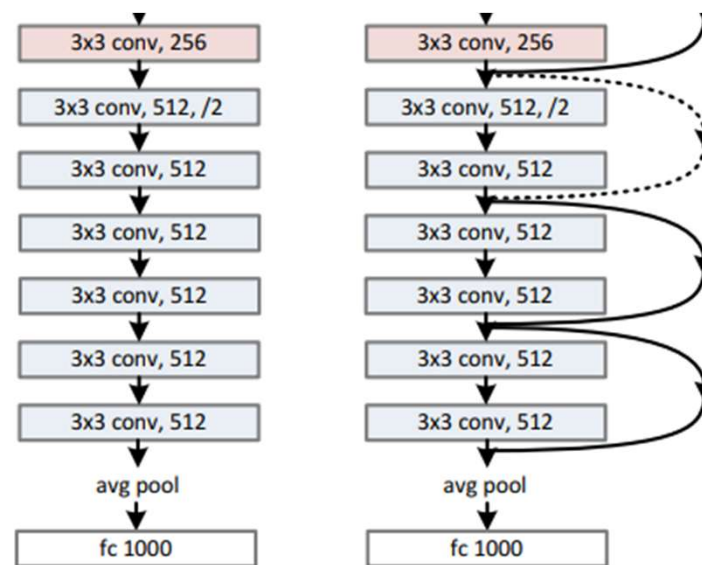 3x3 conv, 256
3x3 conv, 512, /2
3x3 conv, 512
3x3 conv, 512
3x3 conv, 512
3x3 conv, 512
3x3 conv, 512
avg pool
fc 1000
3x3 conv, 256
3x3 conv, 512, /2
3x3 conv, 512
3x3 conv, 512
3x3 conv, 512
3x3 conv, 512
3x3 conv, 512
avg pool
fc 1000